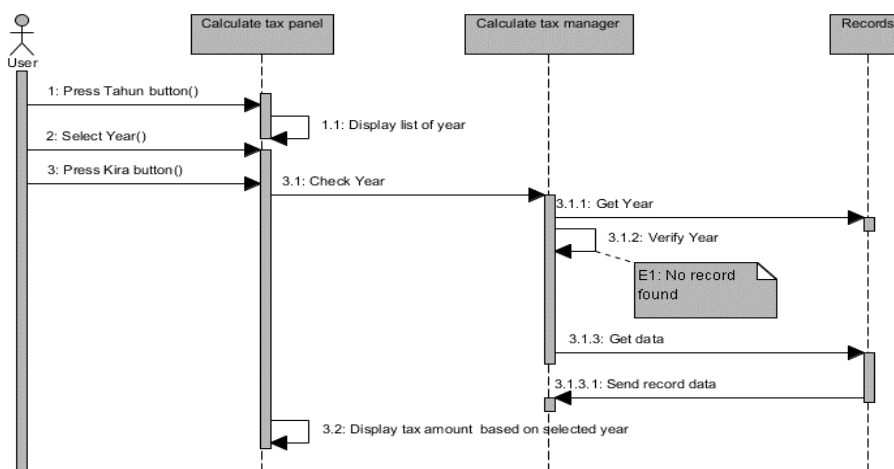 Calculate tax panel
Calculate tax manager
Records
User
1: Press Tahun button()
1.1: Display list of year
2: Select Year()
3: Press Kira button()
3.1: Check Year
3.1.1: Get Year
3.1.2: Verify Year
E1: No record
found
3.1.3: Get data
3.1.3.1: Send record data
3.2: Display tax amount based on selected year